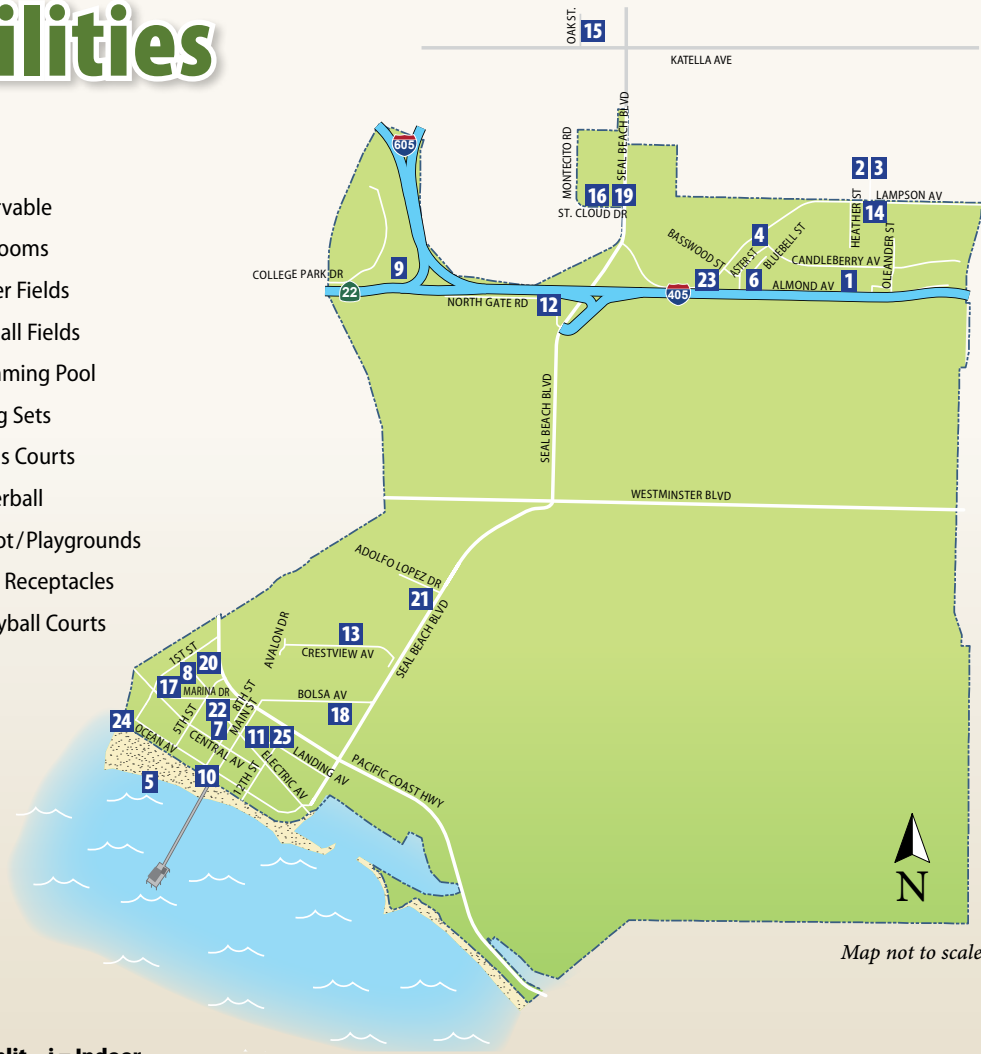 ilities
rvable
ooms
er Fields
all Fields
ming Pool
g Sets
s Courts
erball
ot/Playgrounds
Receptacles
yball Courts
OAK ST.
15
KATELLA AVE
SEAL BEACH BLVD
MONTECITO RD
605
2 3
16 19
ST. CLOUD DR
HEATHER ST
LAMPSON AV
14
4
BASSWOOD ST
ASTER ST.
BLUEBELL ST
OLEANDER ST
CANDLEBERRY AV
COLLEGE PARK DR
9
23
6
ALMOND AV
1
22
405
NORTH GATE RD
12
SEAL BEACH BLVD
WESTMINSTER BLVD
ADOLFO LOPEZ DR
21
SEAL BEACH BLVD
AVALON DR
13
CRESTVIEW AV
1ST ST
20
8
17
MARINA DR
8TH ST
MAIN ST
BOLSA AV
18
24
OCEAN AV
5TH ST
22
7
CENTRAL AV
11 25
LANDING AV
ELECTRIC AV
12TH ST
PACIFIC COAST HWY
5
10
N
Map not to scale
i = Indoor